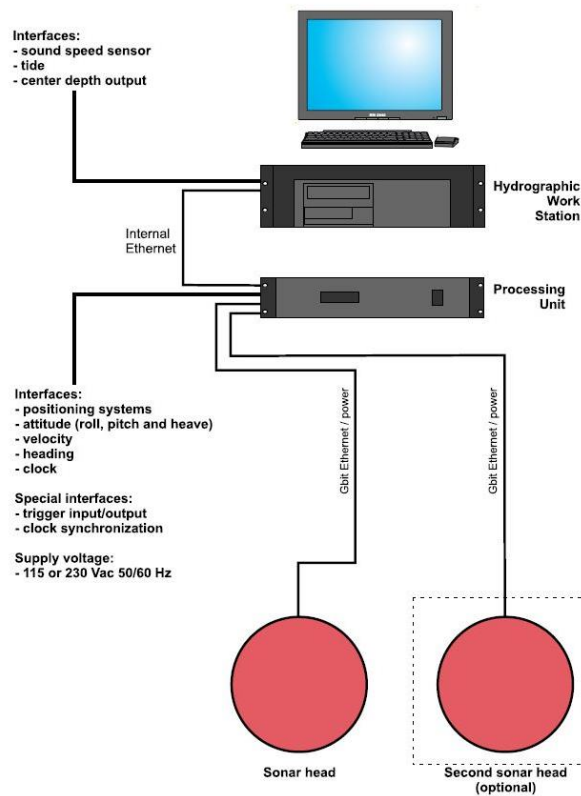 Interfaces:
- sound speed sensor
- tide
- center depth output
Hydrographic
Work
Station
Internal
Ethernet
Processing
Unit
Interfaces:
- positioning systems
- attitude (roll, pitch and heave)
- velocity
- heading
- clock
Special interfaces:
- trigger input/output
- clock synchronization
Supply voltage:
- 115 or 230 Vac 50/60 Hz
Gbit Ethernet / power
Gbit Ethernet / power
Sonar head
Second sonar head
(optional)